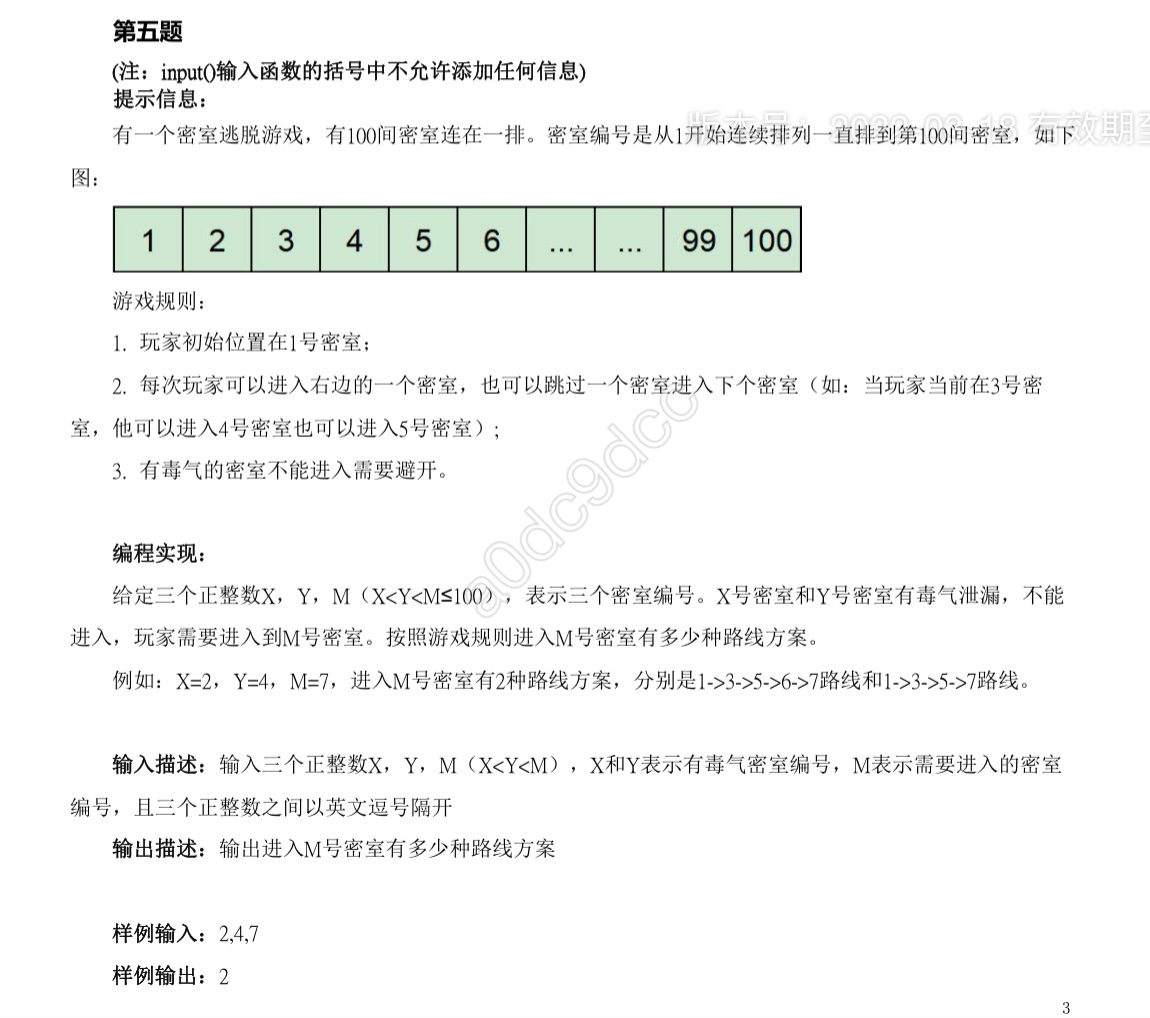 第五题
(注：input()输入函数的括号中不允许添加任何信息)
提示信息：
有一个密室逃脱游戏，有100间密室连在一排。密室编号是从1开始连续排列一直排到第100间密室，如下
图：
1 2 3 4 5 6 ... ... 99 100
游戏规则：
1. 玩家初始位置在1号密室；
2. 每次玩家可以进入右边的一个密室，也可以跳过一个密室进入下个密室（如：当玩家当前在3号密
室，他可以进入4号密室也可以进入5号密室）;
3. 有毒气的密室不能进入需要避开。
a0dc9dcc
编程实现：
给定三个正整数X，Y，M（X<Y<M≤100），表示三个密室编号。X号密室和Y号密室有毒气泄漏，不能
进入，玩家需要进入到M号密室。按照游戏规则进入M号密室有多少种路线方案。
例如：X=2，Y=4，M=7，进入M号密室有2种路线方案，分别是1->3->5->6->7路线和1->3->5->7路线。
输入描述：输入三个正整数X，Y，M（X<Y<M），X和Y表示有毒气密室编号，M表示需要进入的密室
编号，且三个正整数之间以英文逗号隔开
输出描述：输出进入M号密室有多少种路线方案
样例输入：2,4,7
样例输出：2
3